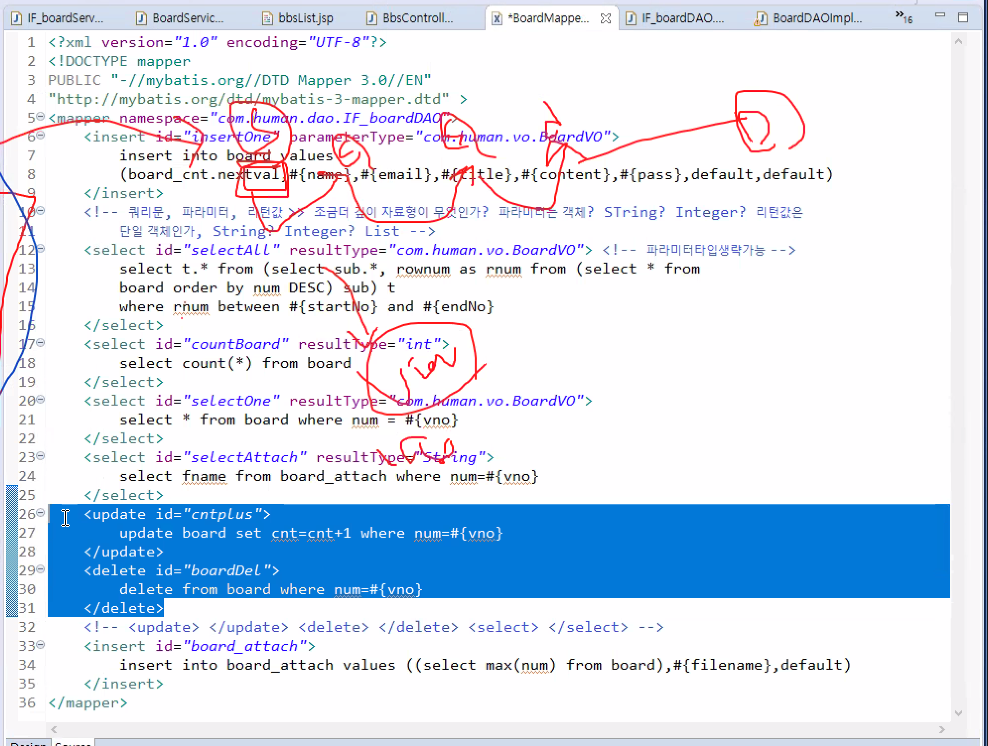 IF_boardServ... BoardServic... bbsList.jsp BbsControll... *BoardMappe... IF_boardDAO.... BoardDAOImpl... »16
1 <?xml version="1.0" encoding="UTF-8"?>
2 <!DOCTYPE mapper
3 PUBLIC "-//mybatis.org//DTD Mapper 3.0//EN"
4 "http://mybatis.org/dtd/mybatis-3-mapper.dtd" >
5 <mapper namespace="com.human.dao.IF_boardDAO"
6 <insert id="insertOne" parameterType="com.human.vo.BoardVO">
7 insert into board values
8 (board_cnt.nextval,#{name},#{email},#{title},#{content},#{pass},default,default)
9 </insert>
10 <!-- 쿼리문, 파라미터, 리턴값 >> 조금더 깊이 자료형이 무엇인가? 파라미터는 객체? STring? Integer? 리턴값은
11 단일 객체인가, String? Integer? List -->
12 <select id="selectAll" resultType="com.human.vo.BoardVO"> <!-- 파라미터타입생략가능 -->
13 select t.* from (select sub.*, rownum as rnum from (select * from
14 board order by num DESC) sub) t
15 where rnum between #{startNo} and #{endNo}
16 </select>
17 <select id="countBoard" resultType="int">
18 select count(*) from board
19 </select>
20 <select id="selectOne" resultType="com.human.vo.BoardVO">
21 select * from board where num = #{vno}
22 </select>
23 <select id="selectAttach" resultType="String">
24 select fname from board_attach where num=#{vno}
25 </select>
26 <update id="cntplus">
27 update board set cnt=cnt+1 where num=#{vno}
28 </update>
29 <delete id="boardDel">
30 delete from board where num=#{vno}
31 </delete>
32 <!-- <update> </update> <delete> </delete> <select> </select> -->
33 <insert id="board_attach">
34 insert into board_attach values ((select max(num) from board),#{filename},default)
35 </insert>
36 </mapper>
Design Source